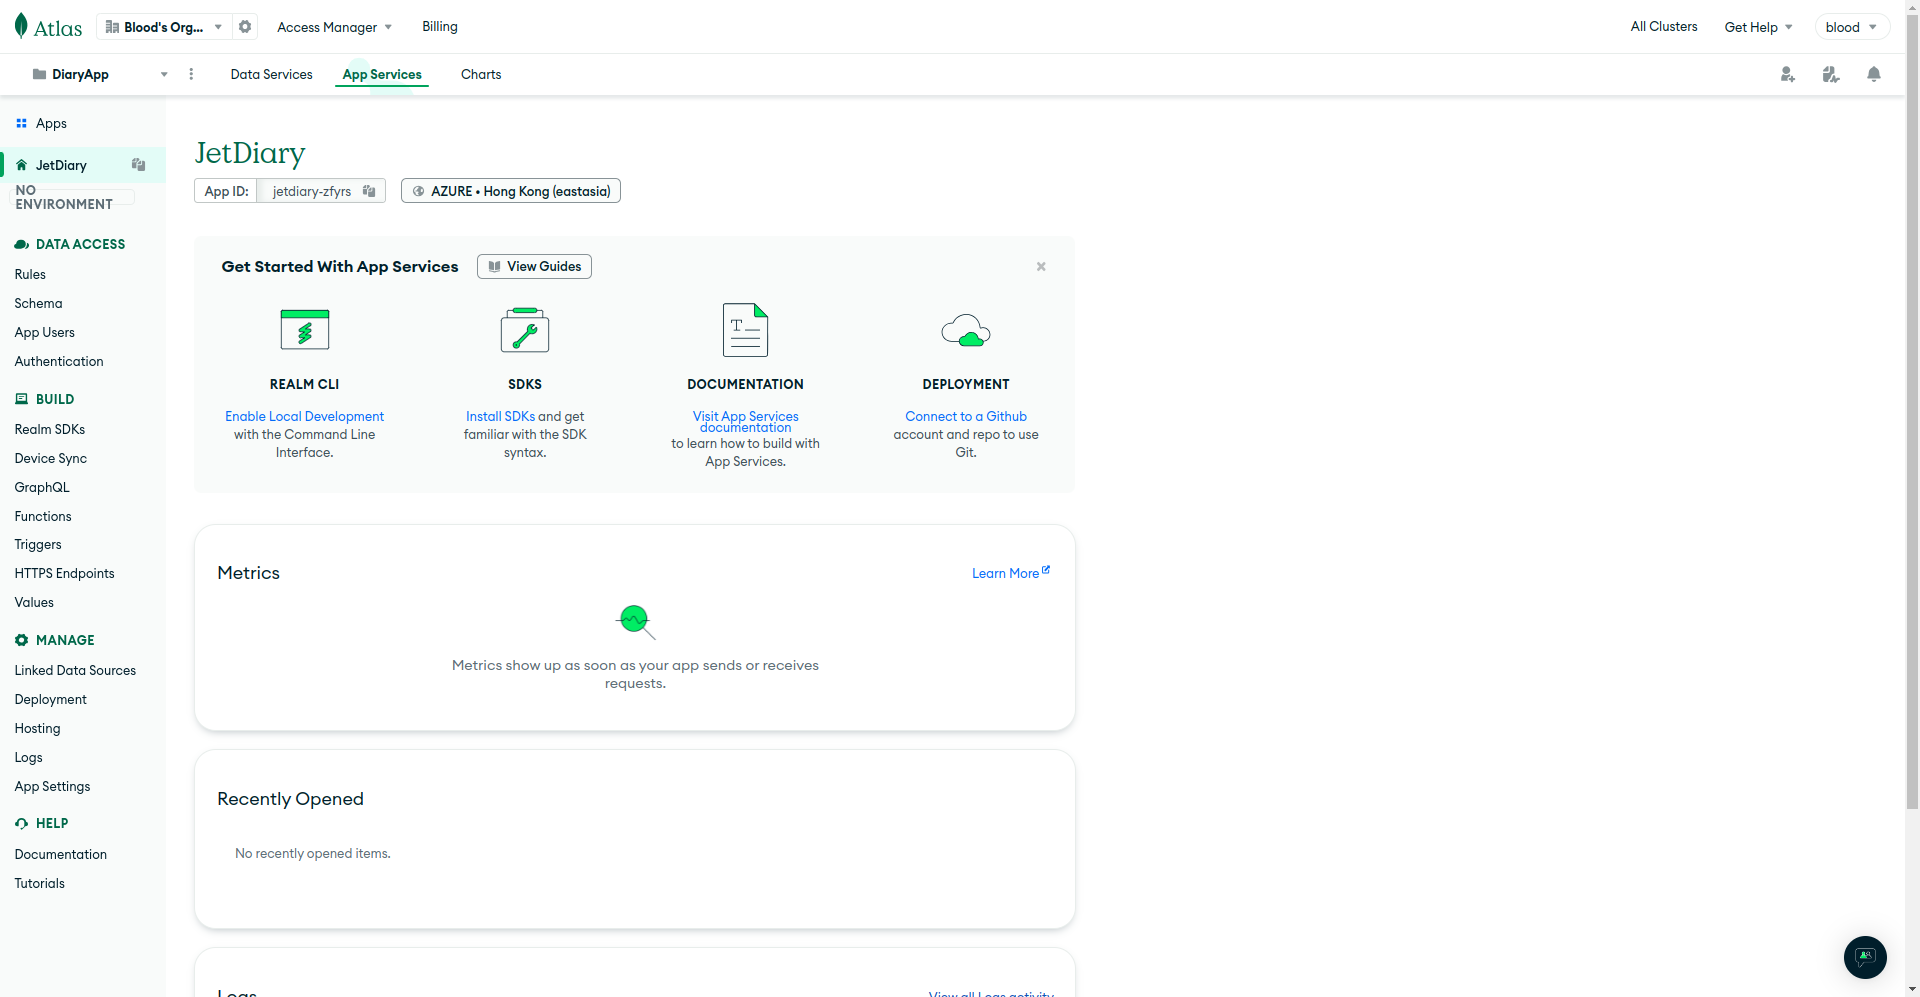 Atlas
Blood's Org...
Access Manager
Billing
All Clusters
Get Help
blood
DiaryApp
Data Services
App Services
Charts
Apps
JetDiary
NO
ENVIRONMENT
DATA ACCESS
Rules
Schema
App Users
Authentication
BUILD
Realm SDKs
Device Sync
GraphQL
Functions
Triggers
HTTPS Endpoints
Values
MANAGE
Linked Data Sources
Deployment
Hosting
Logs
App Settings
HELP
Documentation
Tutorials
JetDiary
App ID:
jetdiary-zfyrs
AZURE • Hong Kong (eastasia)
Get Started With App Services
View Guides
REALM CLI
Enable Local Development
with the Command Line
Interface.
SDKS
Install SDKs and get
familiar with the SDK
syntax.
T
DOCUMENTATION
Visit App Services
documentation
to learn how to build with
App Services.
DEPLOYMENT
Connect to a Github
account and repo to use
Git.
Metrics
Learn More
Metrics show up as soon as your app sends or receives
requests.
Recently Opened
No recently opened items.
Logs
View all Logs activity